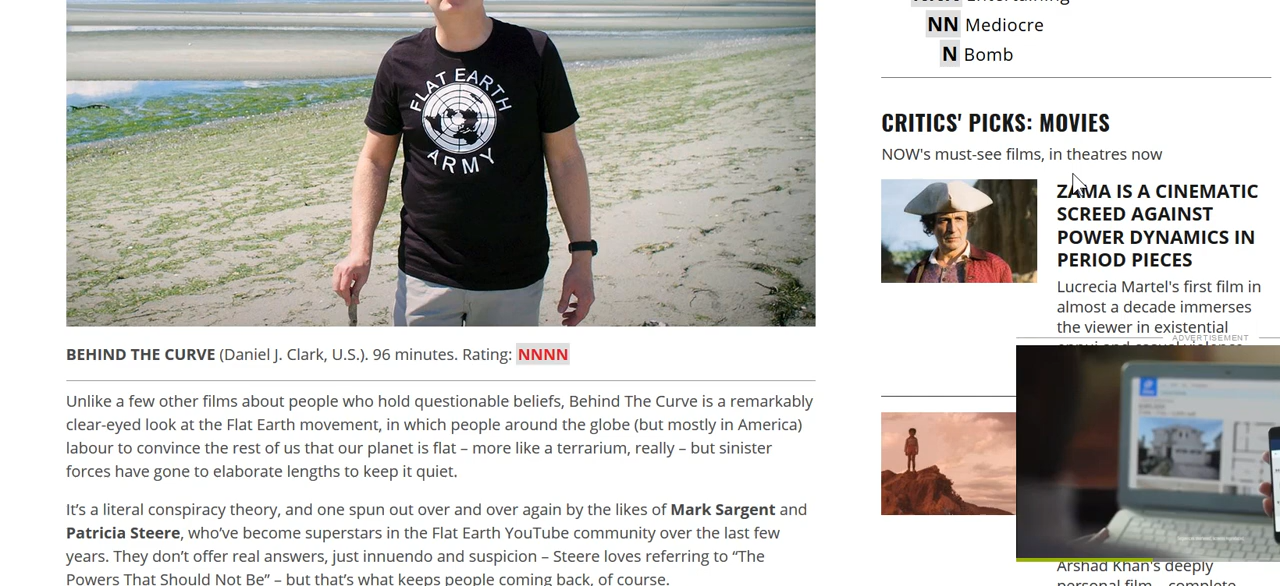 FLAT EARTH
ARMY
BEHIND THE CURVE (Daniel J. Clark, U.S.). 96 minutes. Rating: NNNN
Unlike a few other films about people who hold questionable beliefs, Behind The Curve is a remarkably
clear-eyed look at the Flat Earth movement, in which people around the globe (but mostly in America)
labour to convince the rest of us that our planet is flat – more like a terrarium, really – but sinister
forces have gone to elaborate lengths to keep it quiet.
It’s a literal conspiracy theory, and one spun out over and over again by the likes of Mark Sargent and
Patricia Steere, who’ve become superstars in the Flat Earth YouTube community over the last few
years. They don’t offer real answers, just innuendo and suspicion – Steere loves referring to “The
Powers That Should Not Be” – but that’s what keeps people coming back, of course.
NN Mediocre
N Bomb
CRITICS' PICKS: MOVIES
NOW's must-see films, in theatres now
ZAMA IS A CINEMATIC
SCREED AGAINST
POWER DYNAMICS IN
PERIOD PIECES
Lucrecia Martel's first film in
almost a decade immerses
the viewer in existential
ADVERTISEMENT
Arshad Khan's deeply
personal film – complete